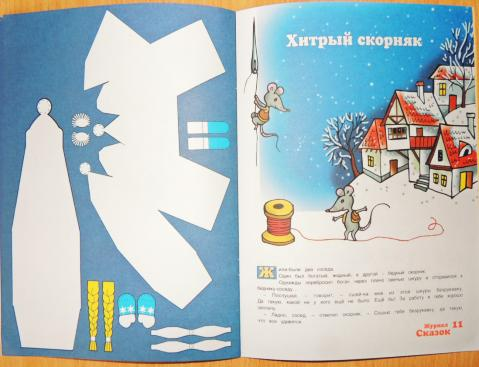 Хитрый скорняк
Жили-были два соседа.
Один был богатый, жадный, а другой - бедный скорняк.
Однажды перебросил богач через плечо овечью шкуру и отправился к
бедняку-соседу.
- Послушай, - говорит, - сшей-ка мне из этой шкуры безрукавку.
Да такую, какой ни у кого ещё не было. Ещё бы! За работу я тебе хорошо
заплачу.
- Ладно, сосед, - ответил скорняк. - Сошью тебе безрукавку, да такую,
что все удивятся.
Журнал 11
Сказок